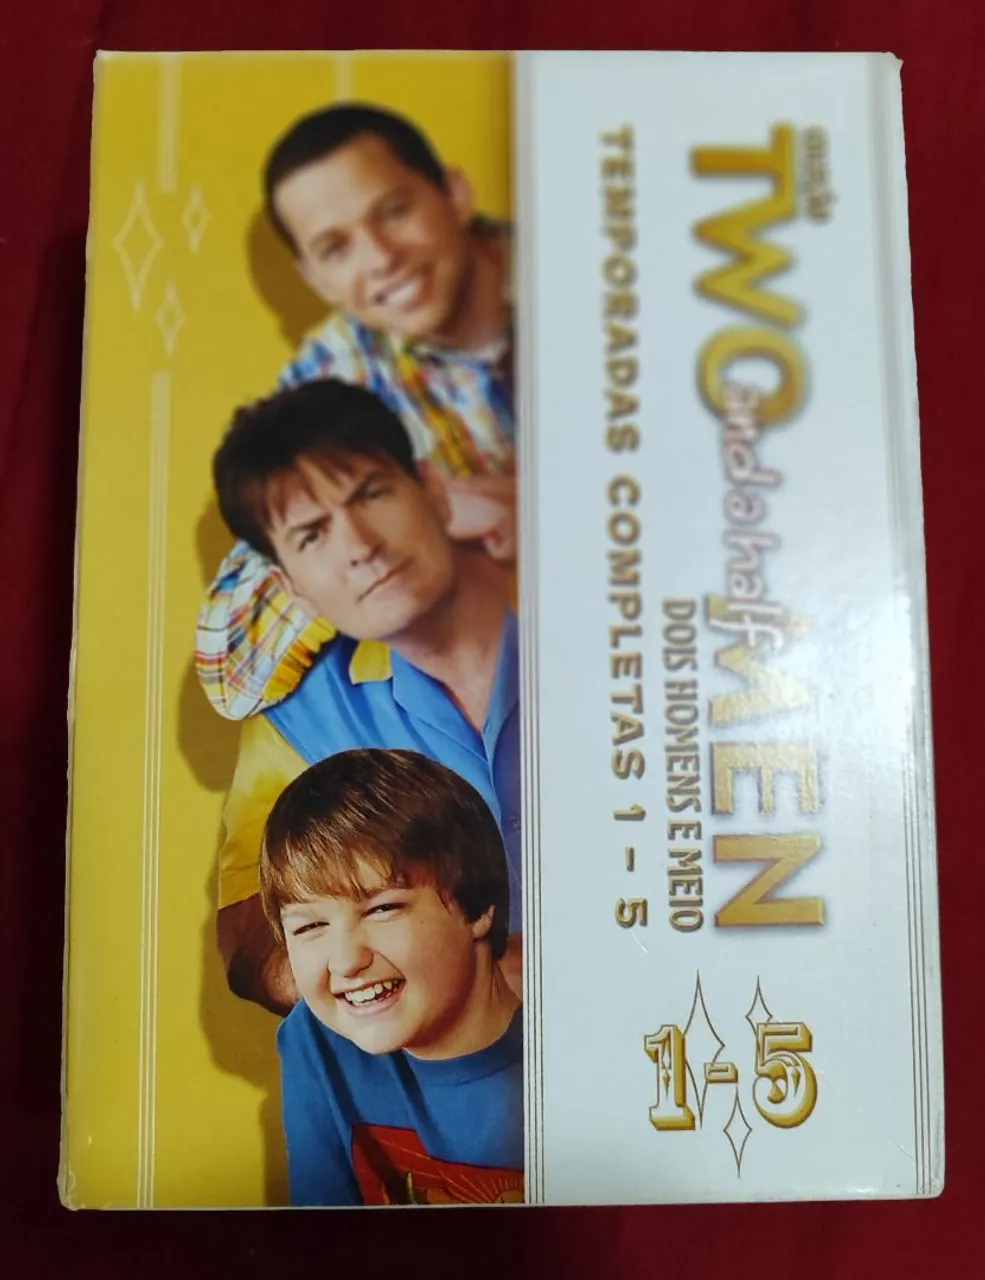 TWO and a half MEN
DOIS HOMENS E MEIO
TEMPORADAS COMPLETAS 1 - 5
1 - 5